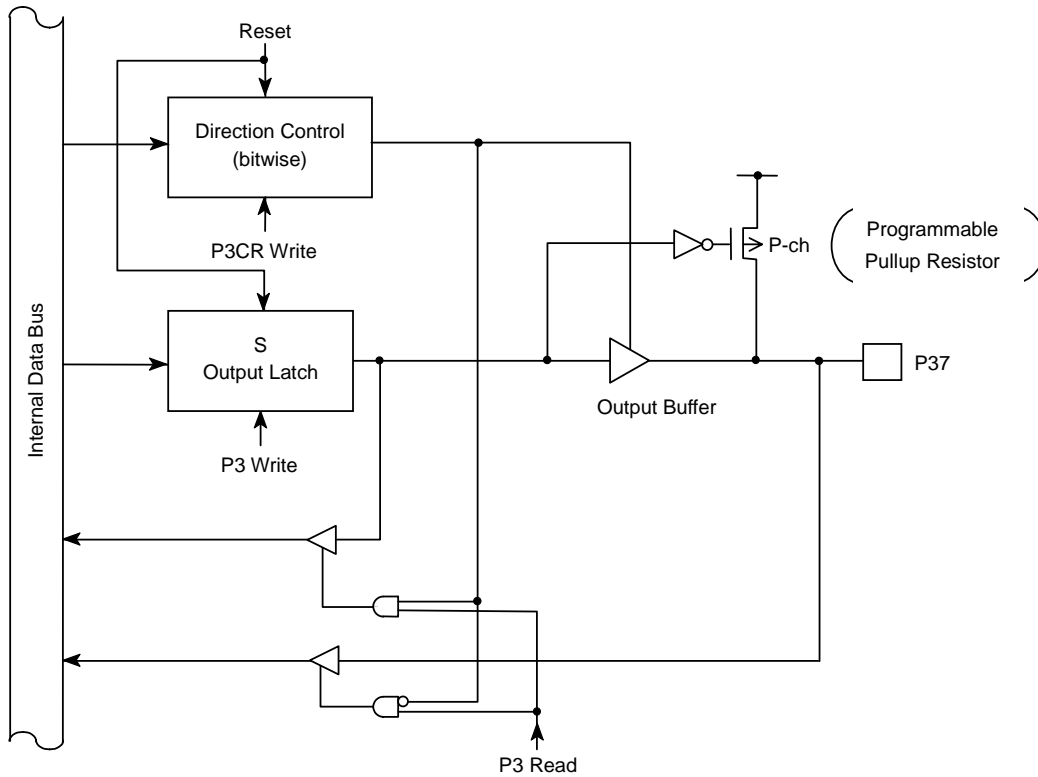 Reset
Direction Control
(bitwise)
P3CR Write
P-ch
Programmable
Pullup Resistor
Internal Data Bus
S
Output Latch
P37
Output Buffer
P3 Write
P3 Read